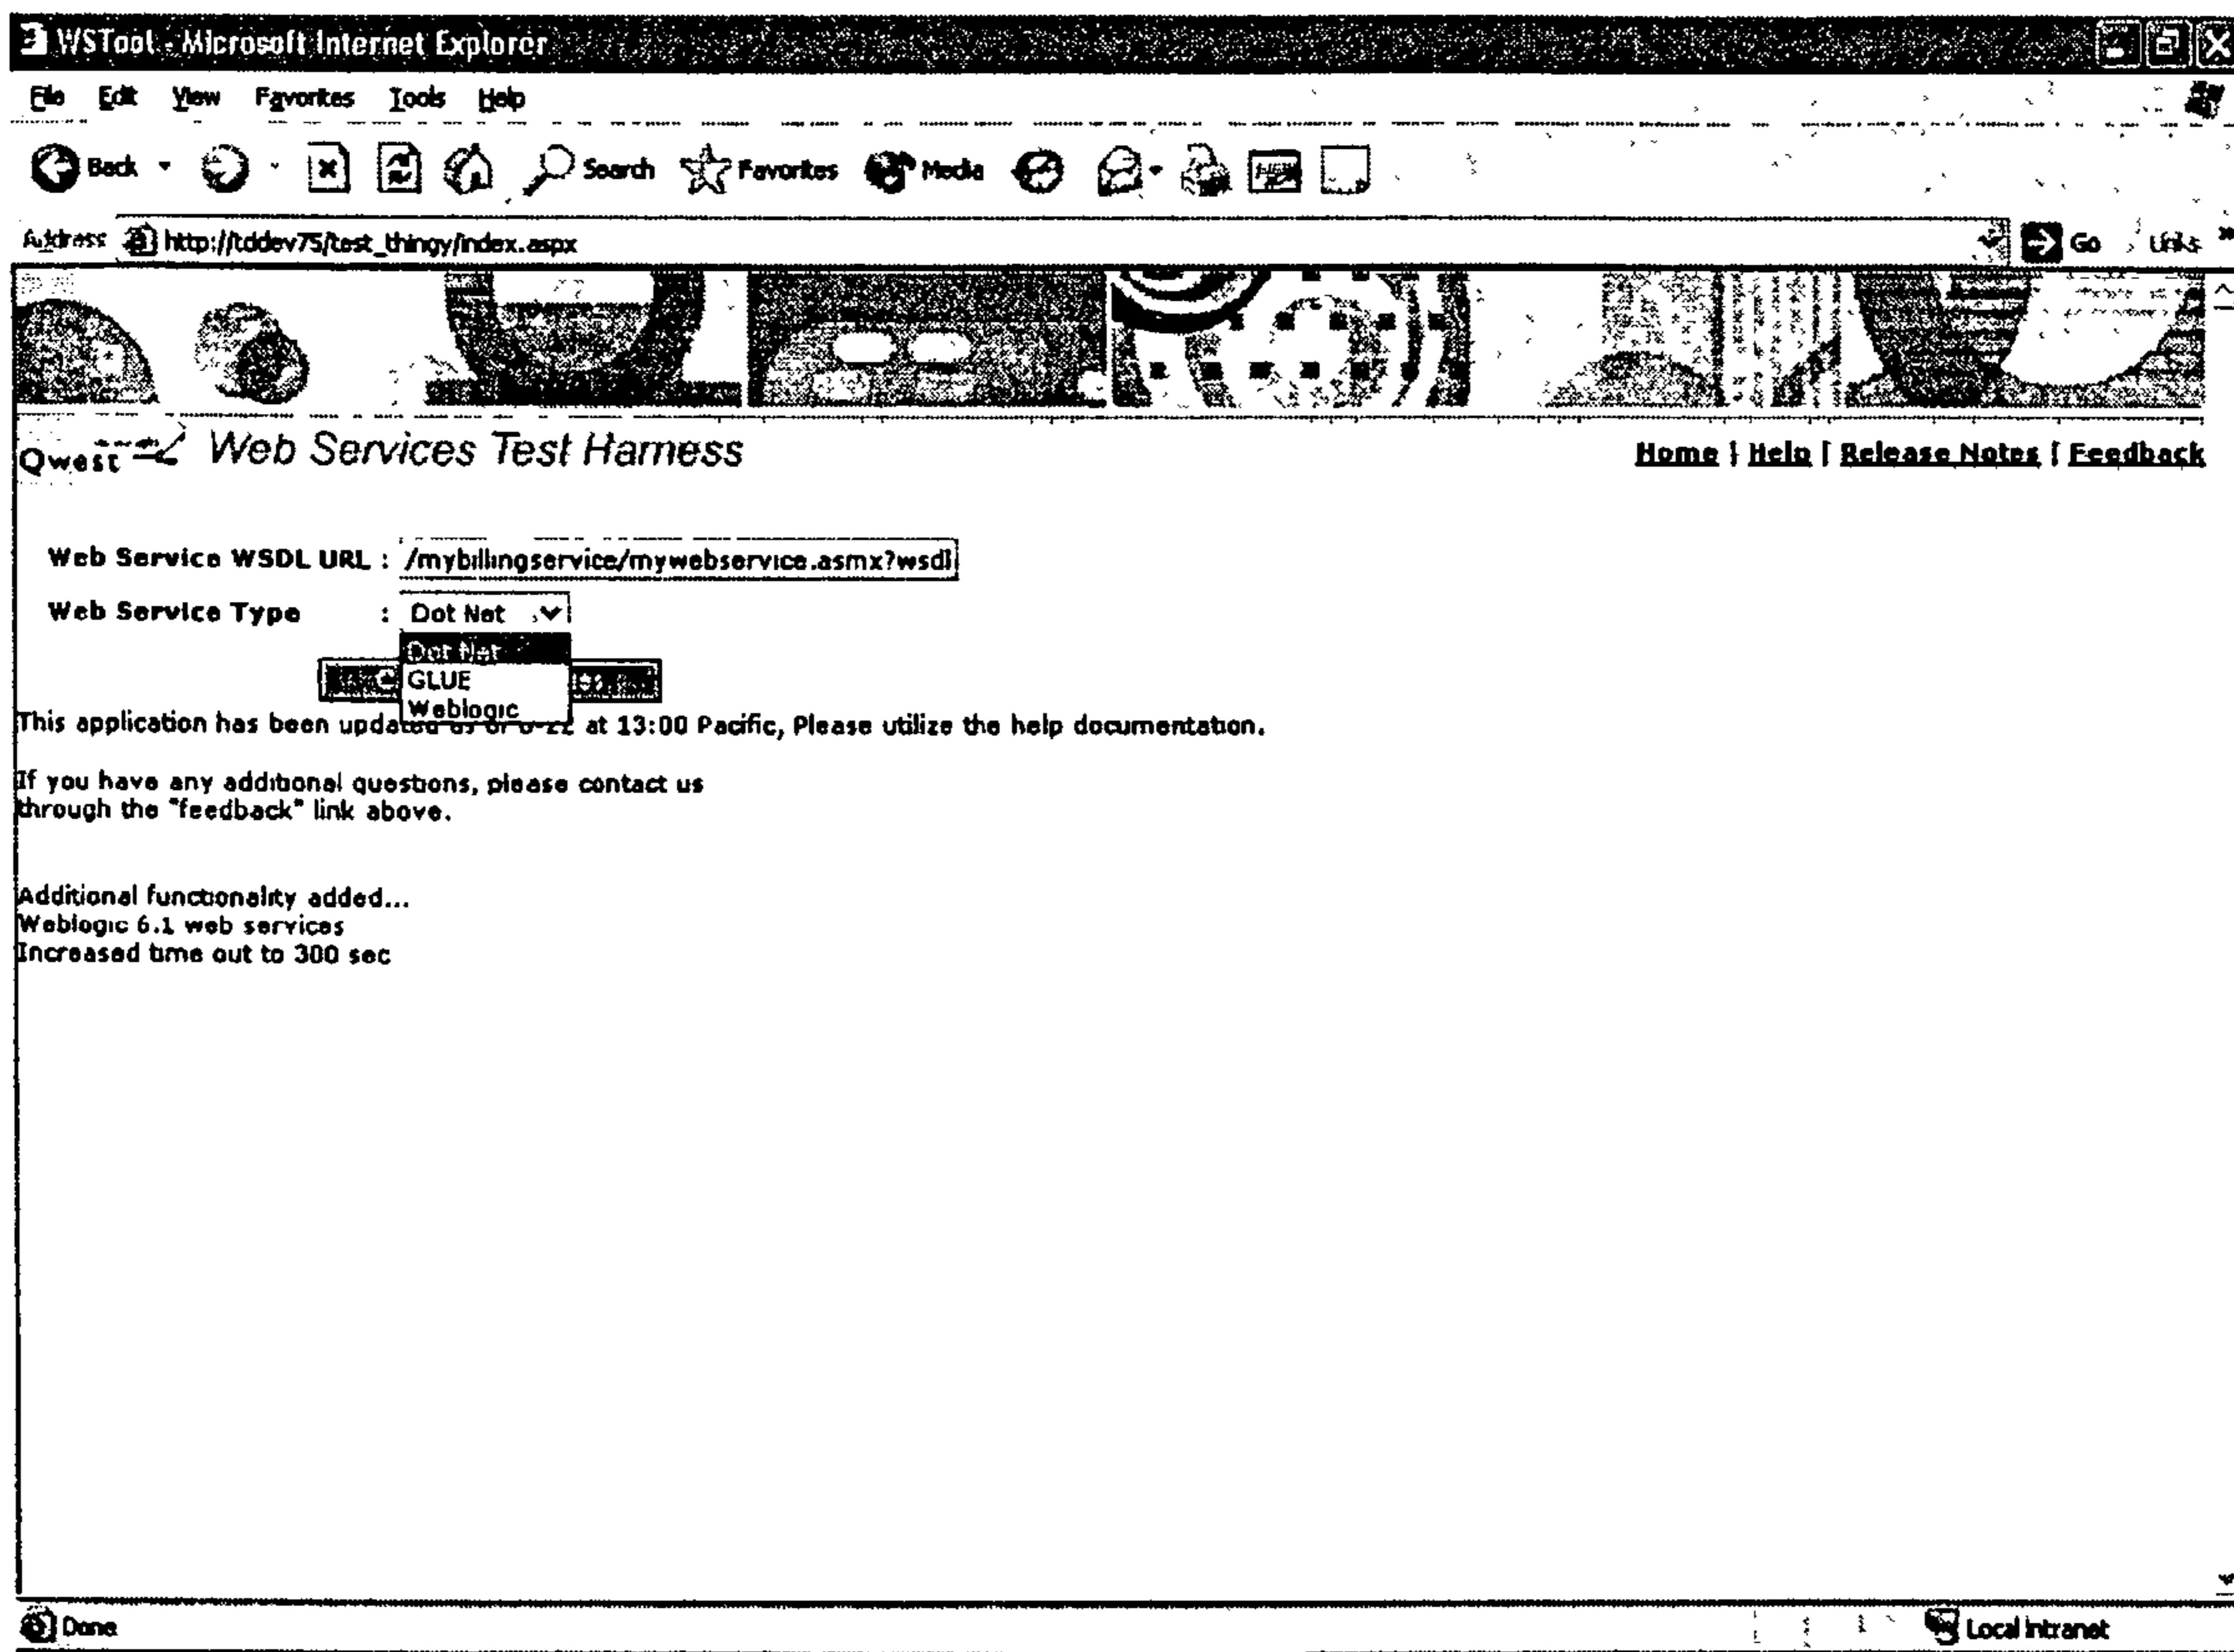 WSTool - Microsoft Internet Explorer
File Edit View Favorites Tools Help
Back Search Favorites Media
Address http://tddev75/test_thingy/index.aspx Go Links
Qwest Web Services Test Harness Home | Help | Release Notes | Feedback
Web Service WSDL URL : /mybillingservice/mywebservice.asmx?wsdl
Web Service Type : Dot Net
Dot Net
GLUE
Weblogic
This application has been updated as of at 13:00 Pacific, Please utilize the help documentation.
If you have any additional questions, please contact us
through the "feedback" link above.
Additional functionality added...
Weblogic 6.1 web services
Increased time out to 300 sec
Done Local intranet